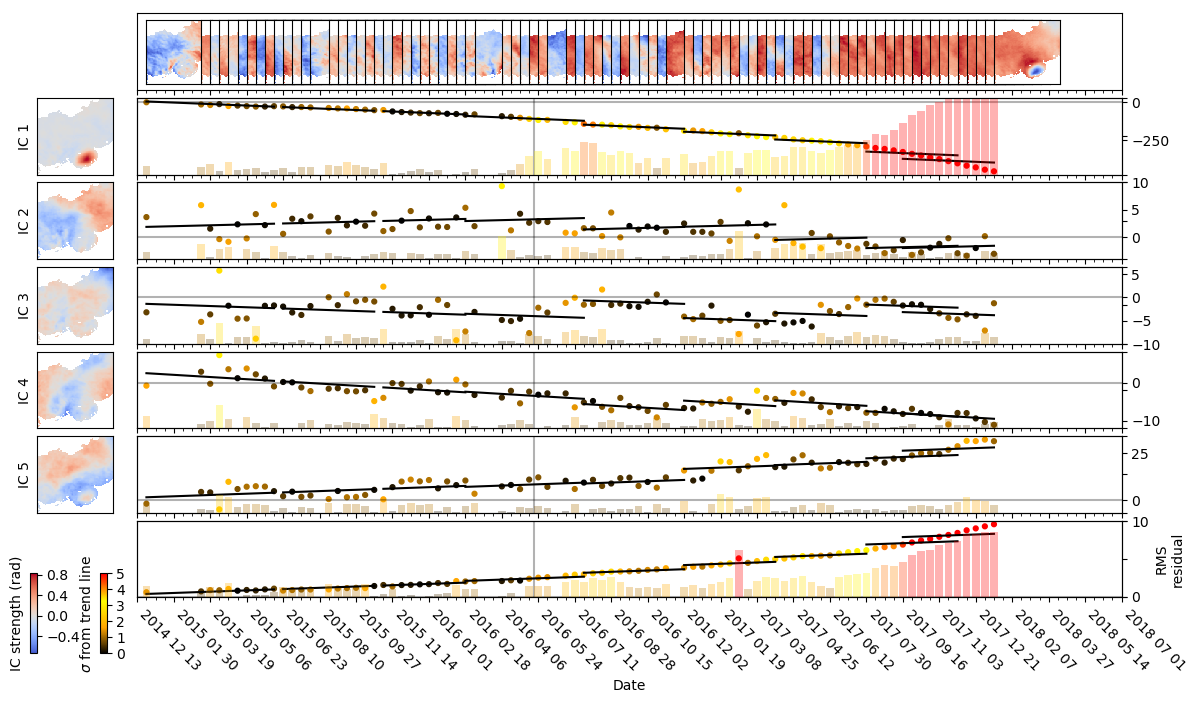 IC 1
0
−250
IC 2
10
5
0
IC 3
5
0
−5
−10
IC 4
0
−10
IC 5
25
0
RMS
residual
10
0
IC strength (rad)
0.8
0.4
0.0
−0.4
σ from trend line
5
4
3
2
1
0
2014 12 13
2015 01 30
2015 03 19
2015 05 06
2015 06 23
2015 08 10
2015 09 27
2015 11 14
2016 01 01
2016 02 18
2016 04 06
2016 05 24
2016 07 11
2016 08 28
2016 10 15
2016 12 02
2017 01 19
2017 03 08
2017 04 25
2017 06 12
2017 07 30
2017 09 16
2017 11 03
2017 12 21
2018 02 07
2018 03 27
2018 05 14
2018 07 01
Date